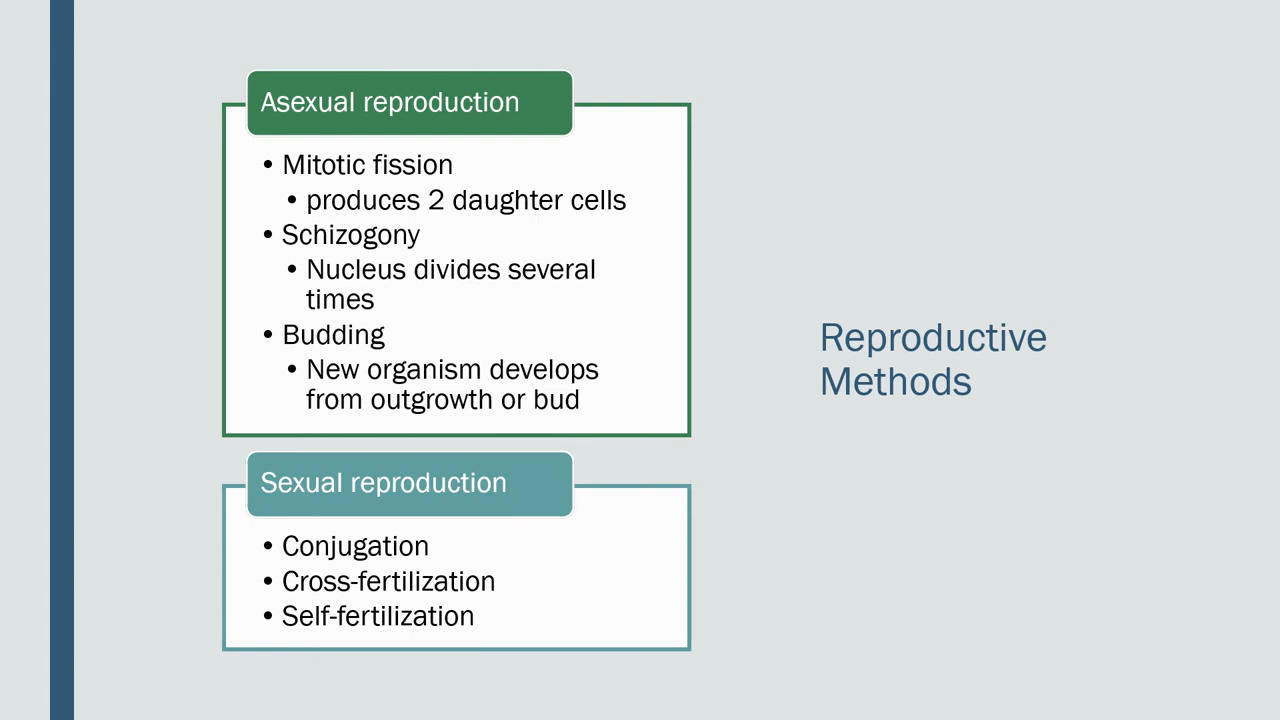 Asexual reproduction
• Mitotic fission
• produces 2 daughter cells
• Schizogony
• Nucleus divides several
times
• Budding
• New organism develops
from outgrowth or bud
Sexual reproduction
• Conjugation
• Cross-fertilization
• Self-fertilization
Reproductive
Methods